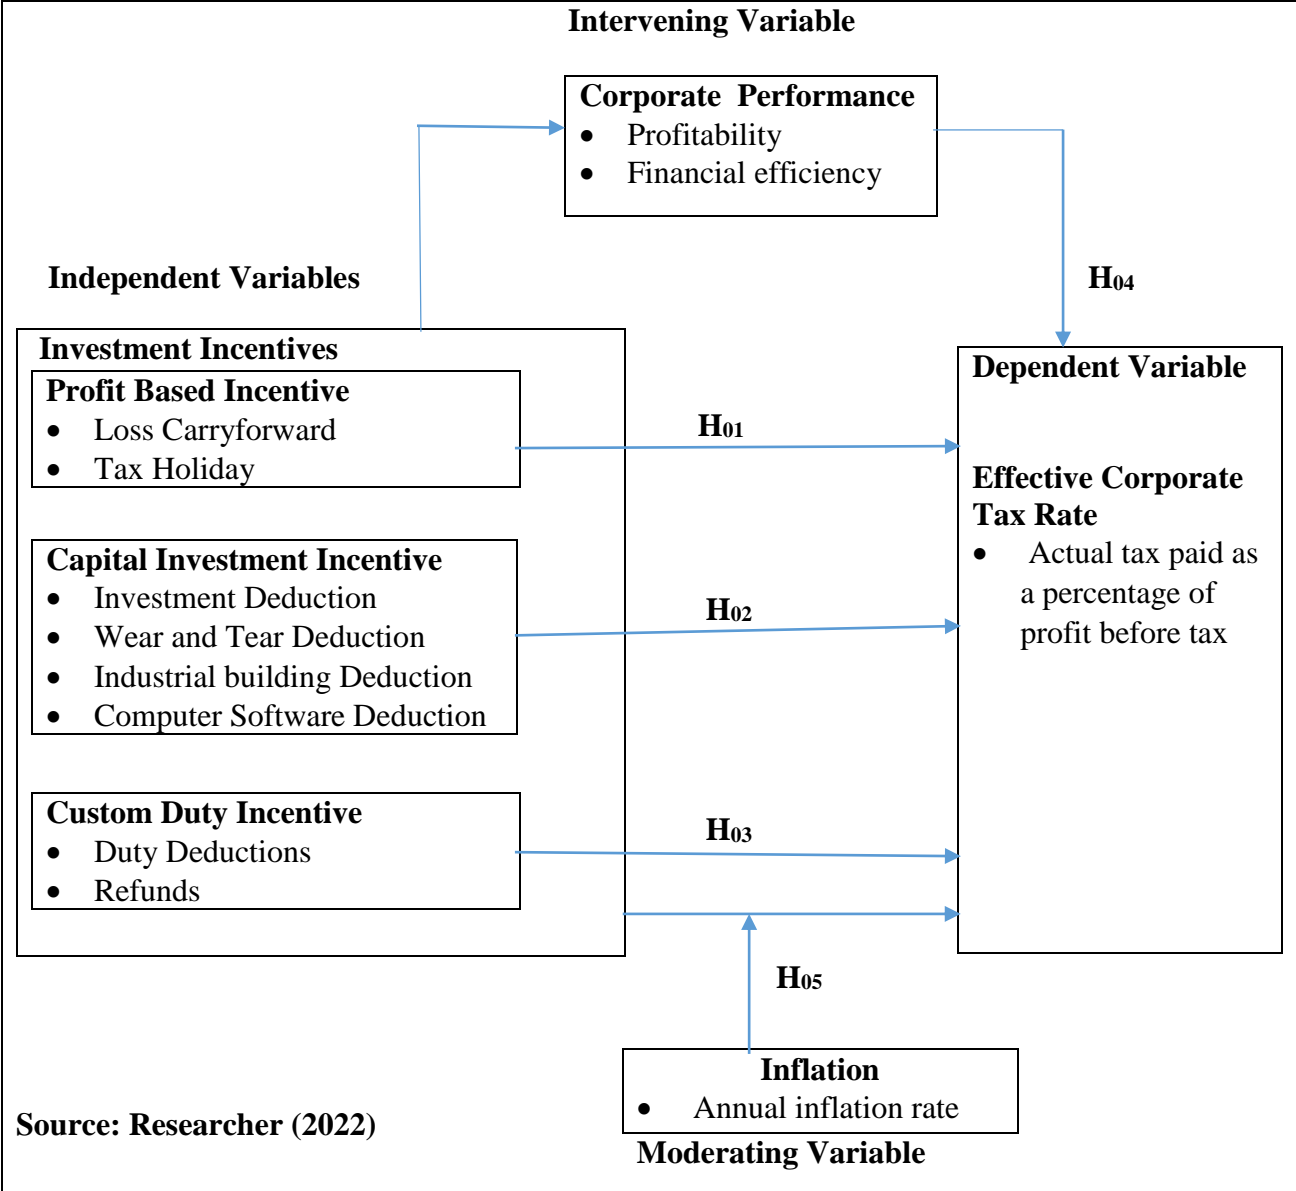 Intervening Variable
Corporate Performance
• Profitability
• Financial efficiency
Independent Variables
H04
Investment Incentives
Profit Based Incentive
• Loss Carryforward
• Tax Holiday
H01
Capital Investment Incentive
• Investment Deduction
• Wear and Tear Deduction
• Industrial building Deduction
• Computer Software Deduction
H02
Custom Duty Incentive
• Duty Deductions
• Refunds
H03
Dependent Variable
Effective Corporate
Tax Rate
• Actual tax paid as
a percentage of
profit before tax
H05
Inflation
• Annual inflation rate
Moderating Variable
Source: Researcher (2022)